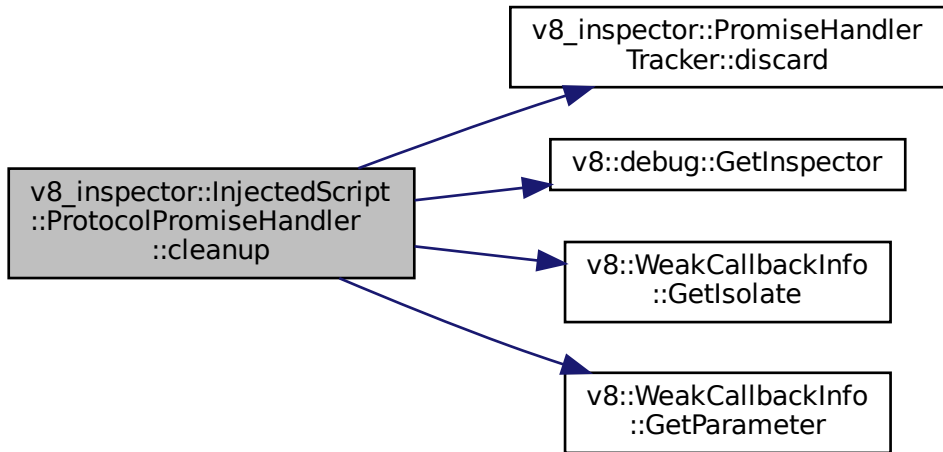 v8_inspector::InjectedScript
::ProtocolPromiseHandler
::cleanup
v8_inspector::PromiseHandler
Tracker::discard
v8::debug::GetInspector
v8::WeakCallbackInfo
::GetIsolate
v8::WeakCallbackInfo
::GetParameter